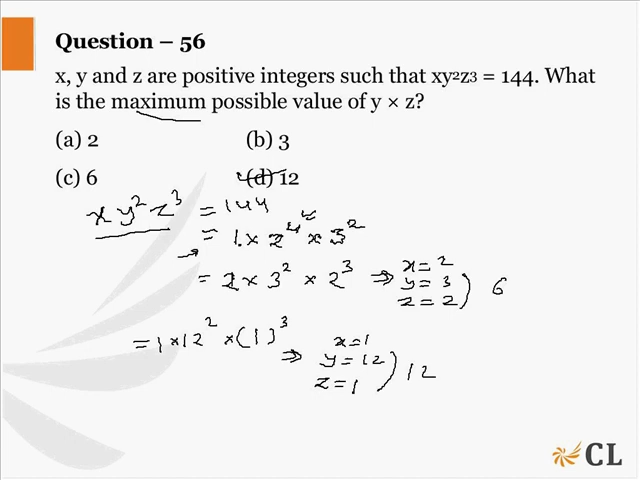 Question – 56
x, y and z are positive integers such that xy²z³ = 144. What
is the maximum possible value of y × z?
(a) 2 (b) 3
(c) 6 (d) 12
x y² z³ = 144
= 1 × 2⁴ × 3²
= 2 × 3² × 2³ ⇒ x = 2
y = 3 ) 6
z = 2
= 1 × 12² × (1)³ ⇒ x = 1
y = 12 ) 12
z = 1
CL